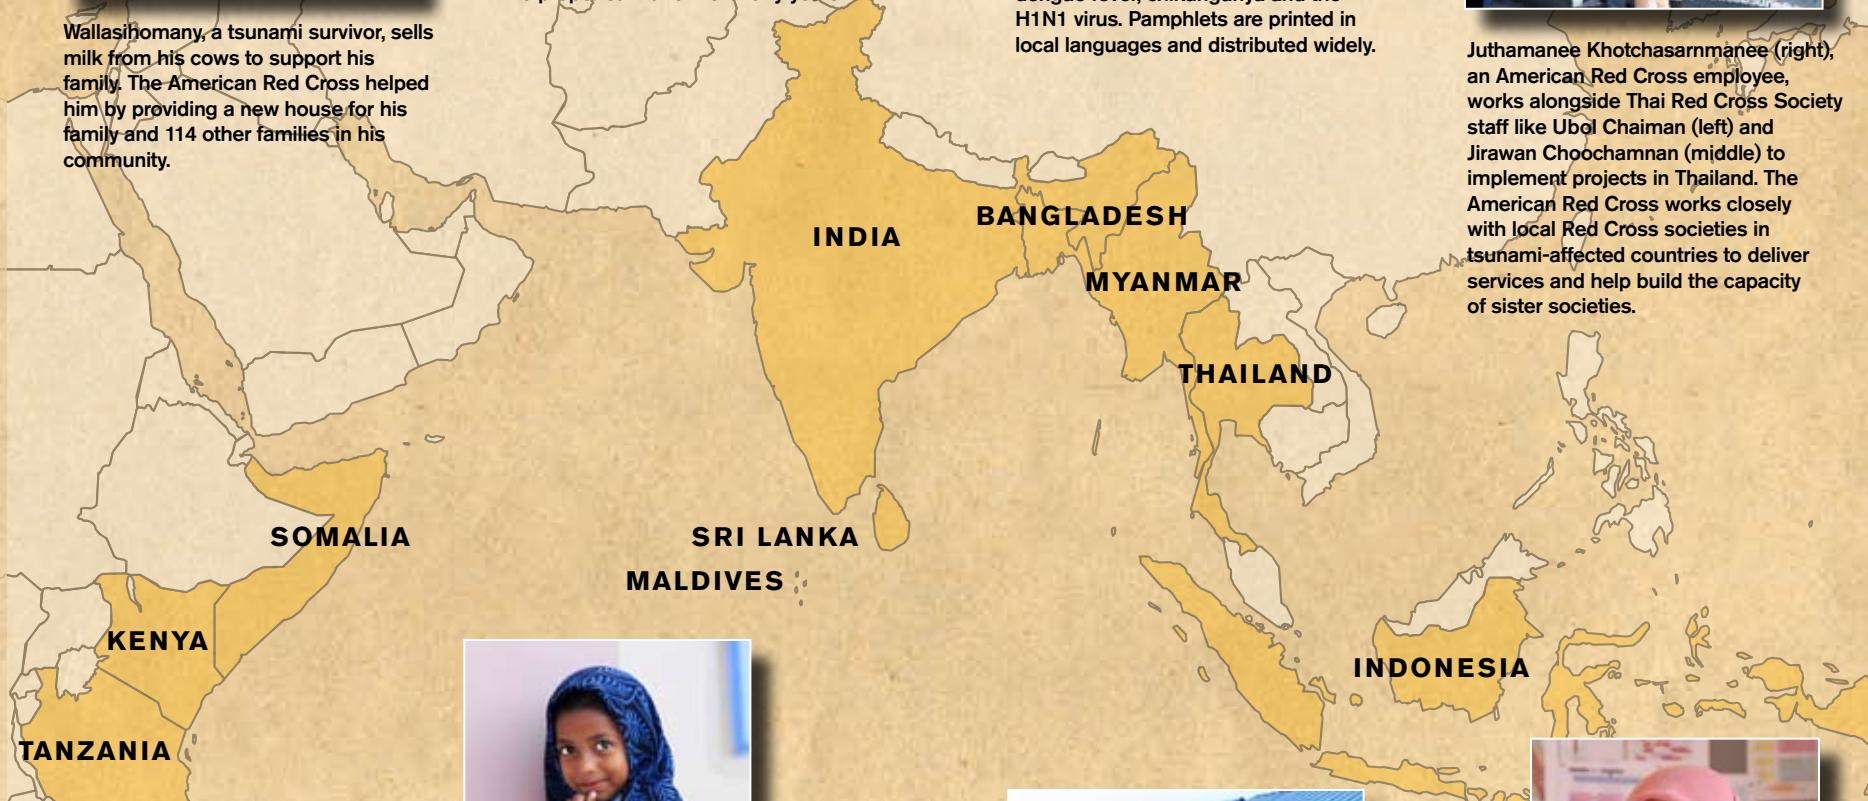 Wallasihomany, a tsunami survivor, sells
milk from his cows to support his
family. The American Red Cross helped
him by providing a new house for his
family and 114 other families in his
community.
H1N1 virus. Pamphlets are printed in
local languages and distributed widely.
Juthamanee Khotchasarnmanee (right),
an American Red Cross employee,
works alongside Thai Red Cross Society
staff like Ubol Chaiman (left) and
Jirawan Choochamnan (middle) to
implement projects in Thailand. The
American Red Cross works closely
with local Red Cross societies in
tsunami-affected countries to deliver
services and help build the capacity
of sister societies.
INDIA
BANGLADESH
MYANMAR
THAILAND
SOMALIA
SRI LANKA
MALDIVES
KENYA
INDONESIA
TANZANIA